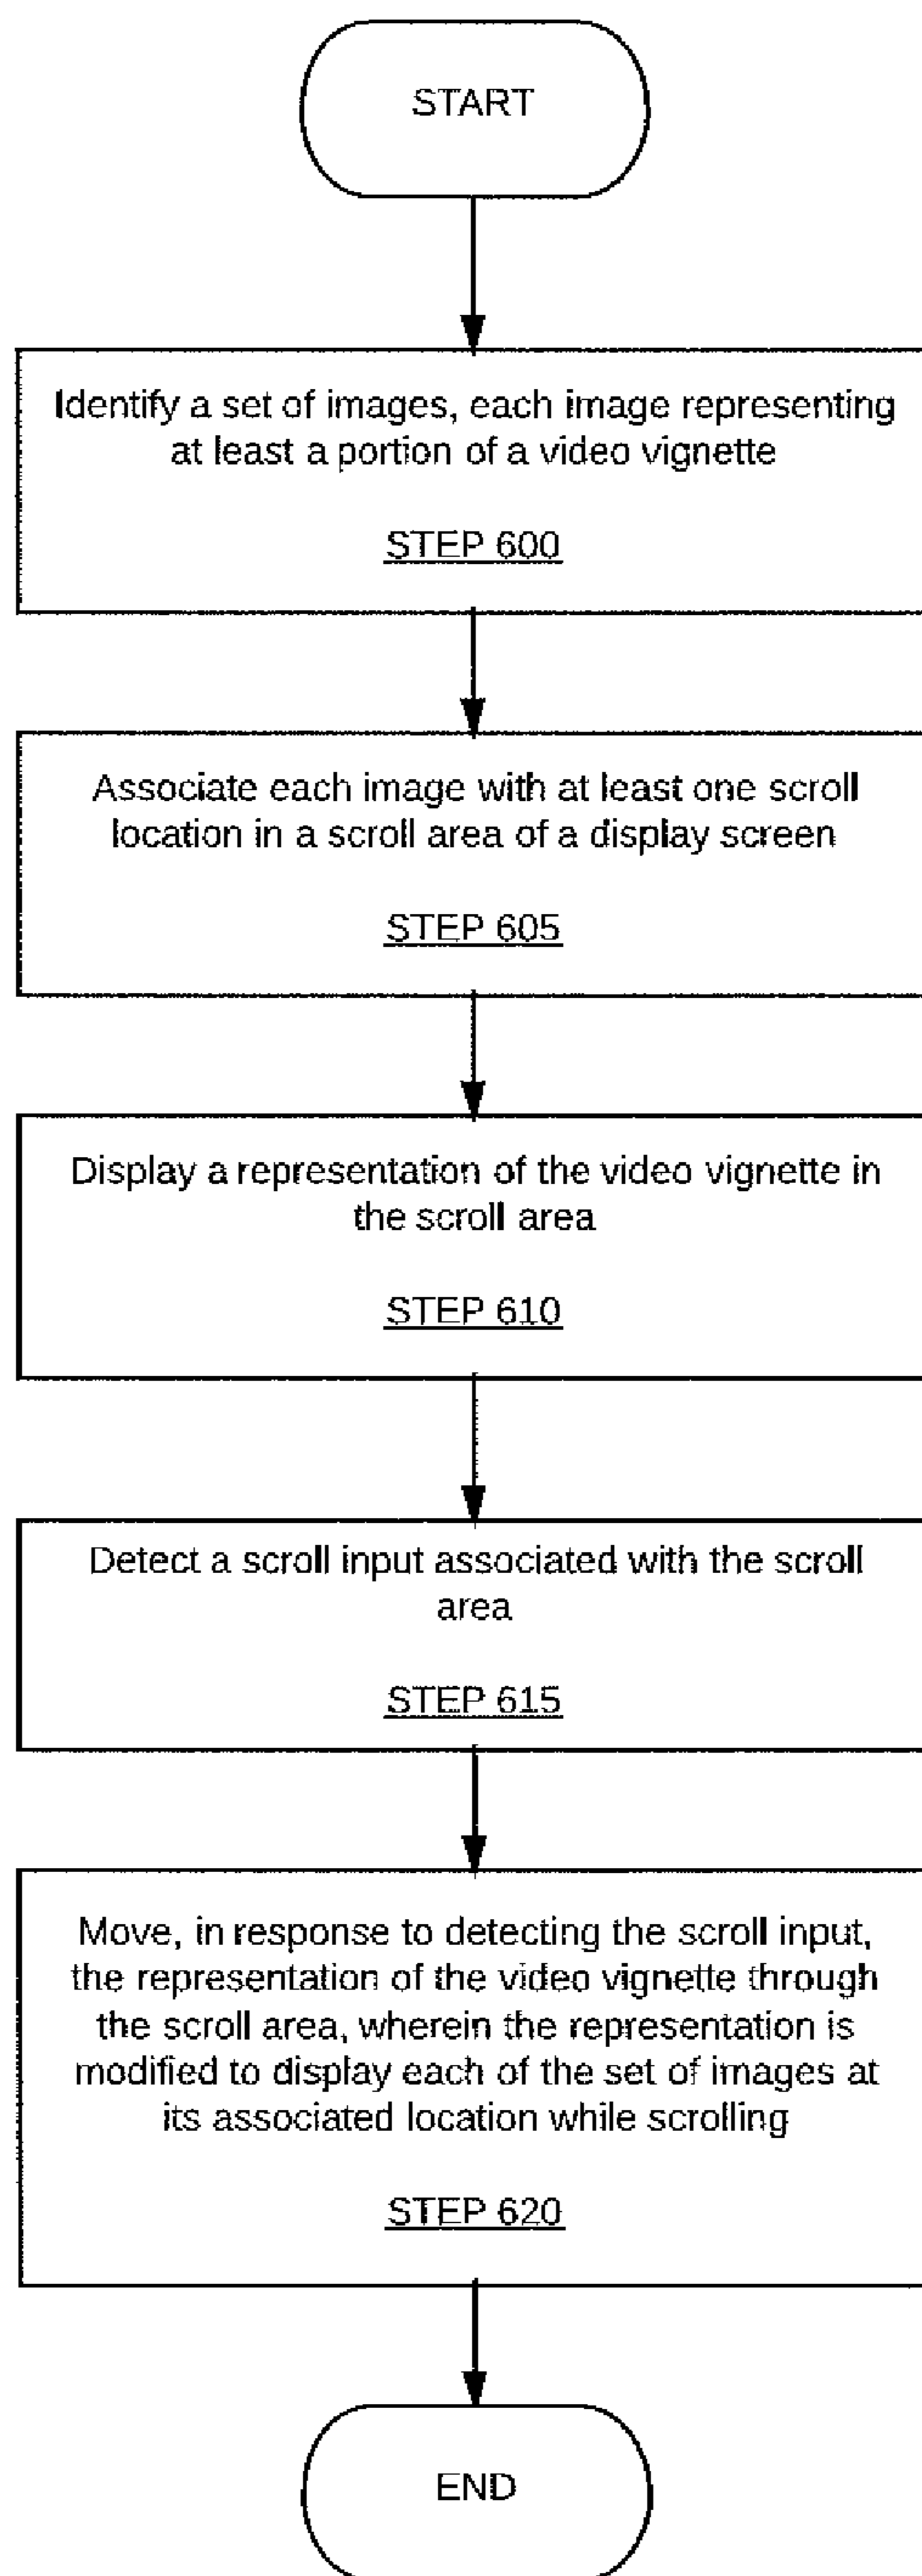 START
Identify a set of images, each image representing
at least a portion of a video vignette
STEP 600
Associate each image with at least one scroll
location in a scroll area of a display screen
STEP 605
Display a representation of the video vignette in
the scroll area
STEP 610
Detect a scroll input associated with the scroll
area
STEP 615
Move, in response to detecting the scroll input,
the representation of the video vignette through
the scroll area, wherein the representation is
modified to display each of the set of images at
its associated location while scrolling
STEP 620
END